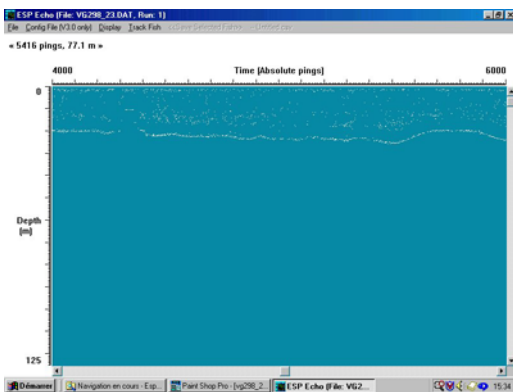 ESP Echo (File: VG298_23.DAT, Run: 1)
File Config File (V3.0 only) Display Track Fish
« 5416 pings, 77.1 m »
4000 Time (Absolute pings) 6000
0
Depth
(m)
125
Démarrer Navigation en cours - Esp... Paint Shop Pro - [vg298_2... ESP Echo (File: VG2... 15:34